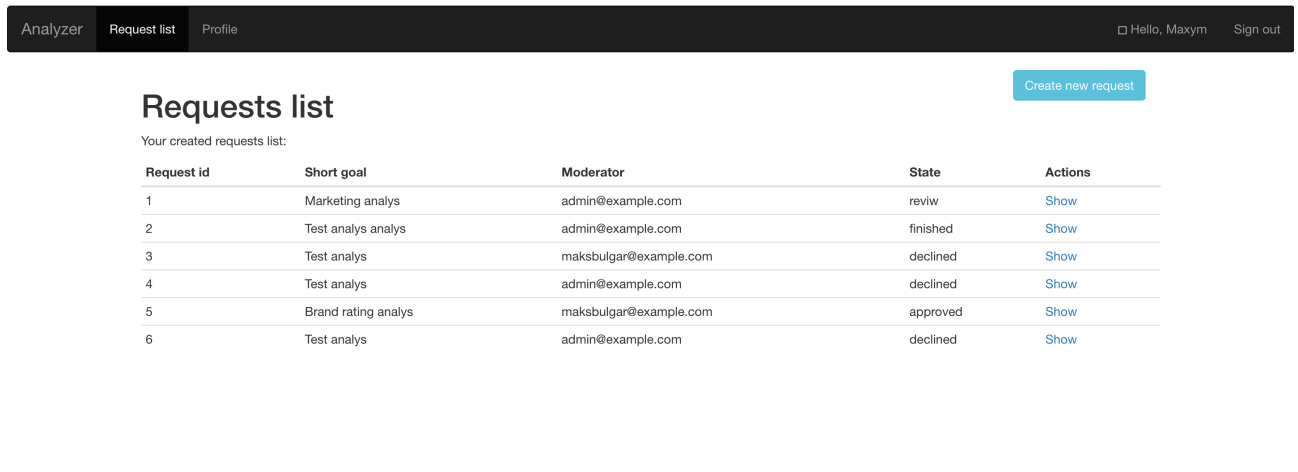 Analyzer Request list Profile Hello, Maxym Sign out
Create new request
Requests list
Your created requests list:
Request id Short goal Moderator State Actions
1 Marketing analys admin@example.com reviw Show
2 Test analys analys admin@example.com finished Show
3 Test analys maksbulgar@example.com declined Show
4 Test analys admin@example.com declined Show
5 Brand rating analys maksbulgar@example.com approved Show
6 Test analys admin@example.com declined Show